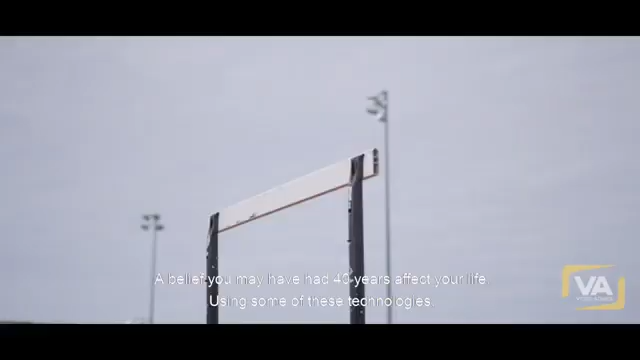 A belief you may have had 40 years affect your life.
Using some of these technologies.
VA